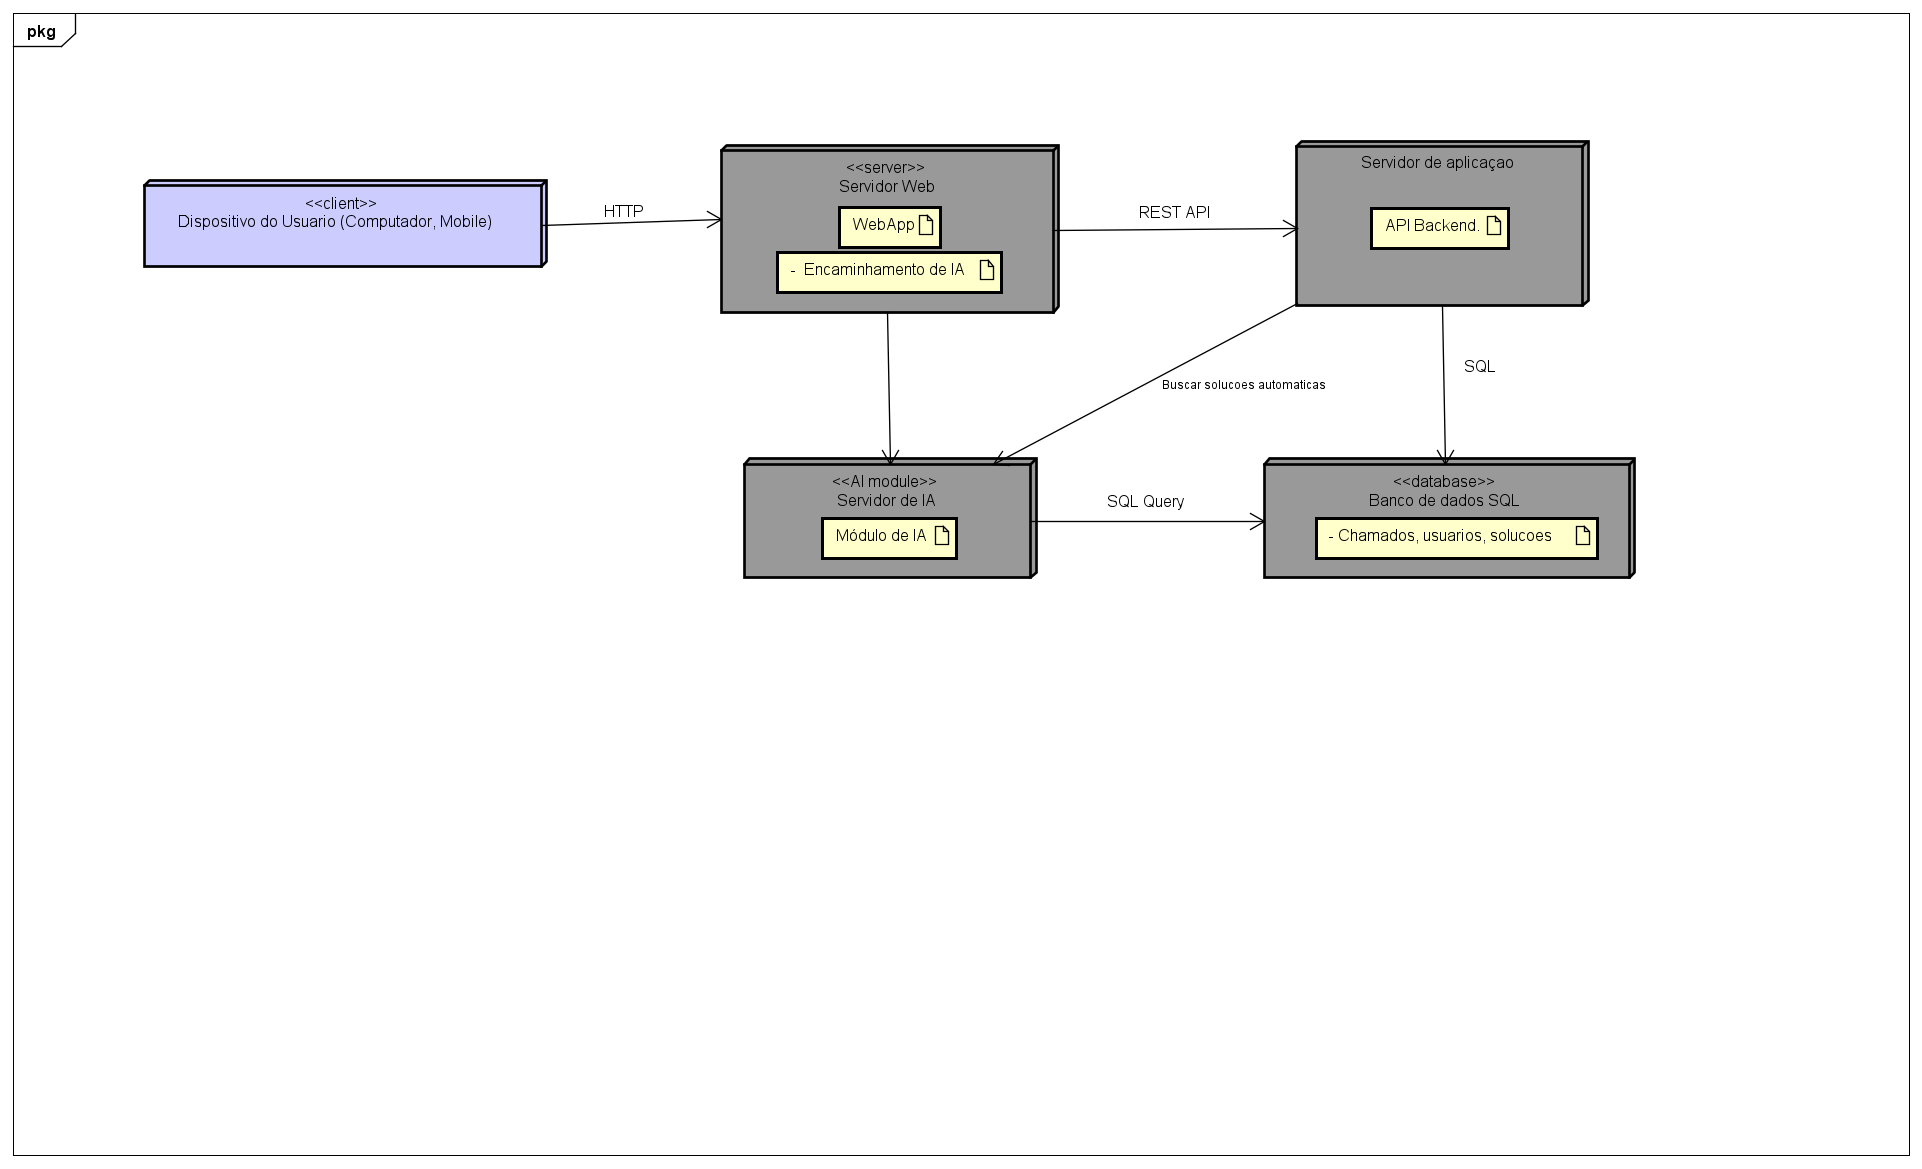 pkg
<<client>>
Dispositivo do Usuario (Computador, Mobile)
HTTP
<<server>>
Servidor Web
WebApp
- Encaminhamento de IA
REST API
Servidor de aplicaçao
API Backend.
Buscar solucoes automaticas
SQL
<<AI module>>
Servidor de IA
Módulo de IA
SQL Query
<<database>>
Banco de dados SQL
- Chamados, usuarios, solucoes